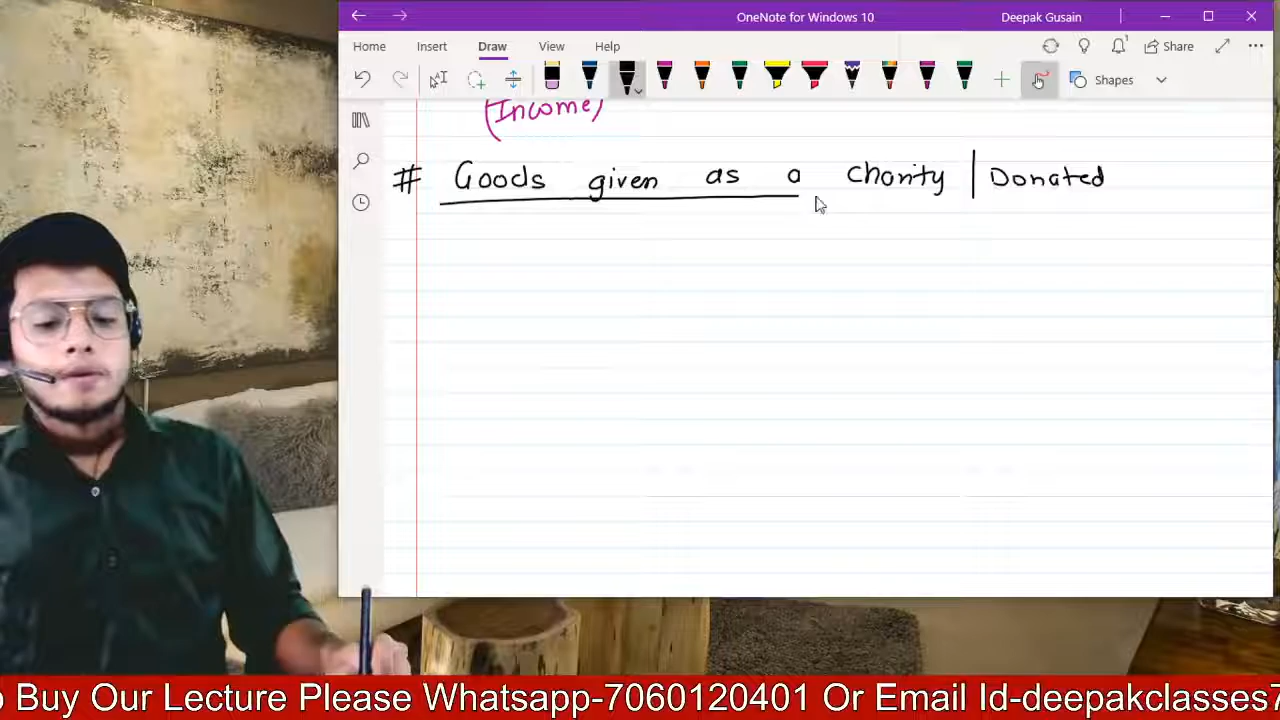 OneNote for Windows 10
Deepak Gusain
Home Insert Draw View Help
Share
Shapes
(Income)
# Goods given as a Charity | Donated
o Buy Our Lecture Please Whatsapp-7060120401 Or Email Id-deepakclasses7